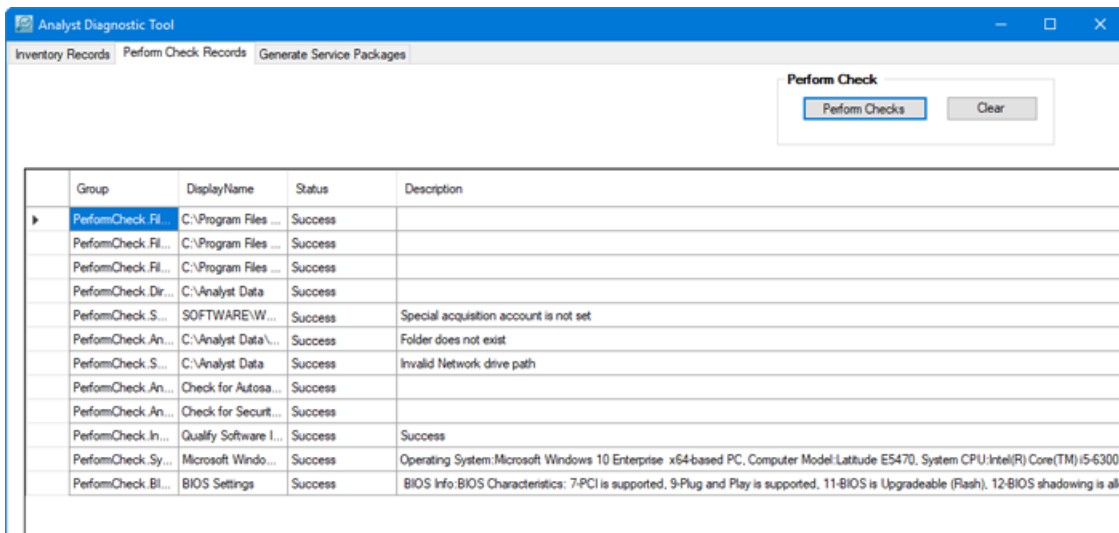 Analyst Diagnostic Tool
Inventory Records Perform Check Records Generate Service Packages
Perform Check
Perform Checks Clear
Group DisplayName Status Description
PerformCheck.Fil... C:\Program Files ... Success
PerformCheck.Fil... C:\Program Files ... Success
PerformCheck.Fil... C:\Program Files ... Success
PerformCheck.Dir... C:\Analyst Data Success
PerformCheck.S... SOFTWARE\W... Success Special acquisition account is not set
PerformCheck.An... C:\Analyst Data\... Success Folder does not exist
PerformCheck.S... C:\Analyst Data Success Invalid Network drive path
PerformCheck.An... Check for Autosa... Success
PerformCheck.An... Check for Securit... Success
PerformCheck.In... Qualify Software I... Success Success
PerformCheck.Sy... Microsoft Windo... Success Operating System:Microsoft Windows 10 Enterprise x64-based PC, Computer Model:Latitude E5470, System CPU:Intel(R) Core(TM) i5-6300
PerformCheck.BI... BIOS Settings Success BIOS Info:BIOS Characteristics: 7-PCI is supported, 9-Plug and Play is supported, 11-BIOS is Upgradeable (Flash), 12-BIOS shadowing is all